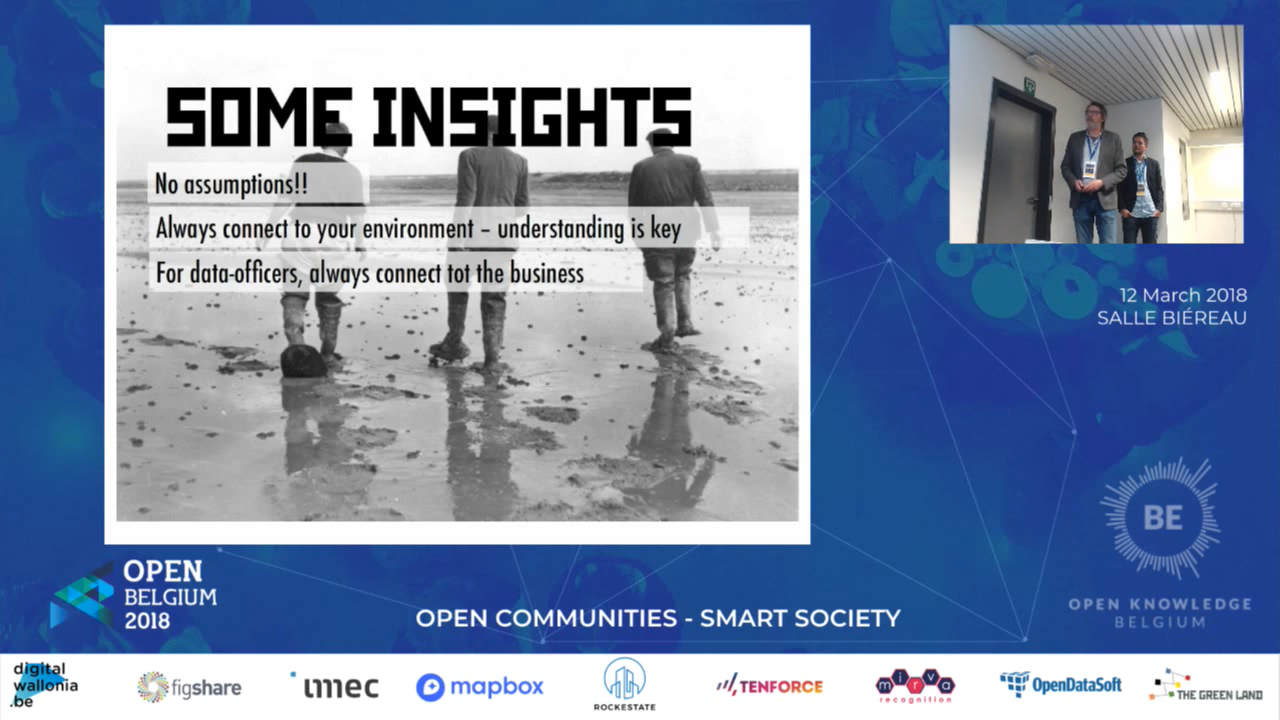 SOME INSIGHTS
No assumptions!!
Always connect to your environment – understanding is key
For data-officers, always connect tot the business
12 March 2018
SALLE BIÉREAU
BE
OPEN KNOWLEDGE
BELGIUM
OPEN
BELGIUM
2018
OPEN COMMUNITIES - SMART SOCIETY
digital
wallonia
.be
figshare
imec
mapbox
ROCKESTATE
TENFORCE
mirva
recognition
OpenDataSoft
THE GREEN LAND